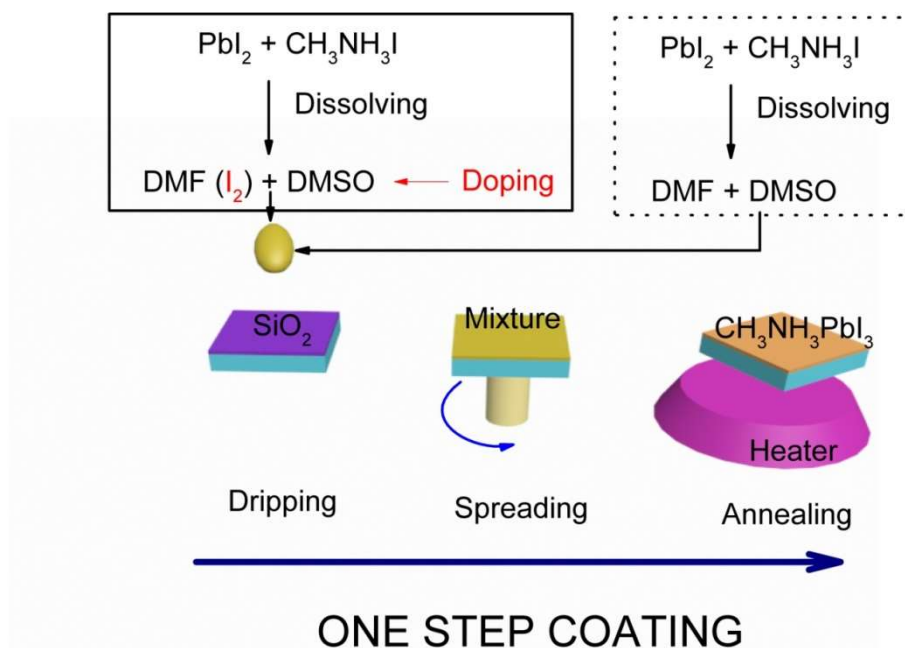 PbI₂ + CH₃NH₃I
Dissolving
DMF (I₂) + DMSO
Doping
PbI₂ + CH₃NH₃I
Dissolving
DMF + DMSO
SiO₂
Mixture
CH₃NH₃PbI₃
Heater
Dripping
Spreading
Annealing
ONE STEP COATING